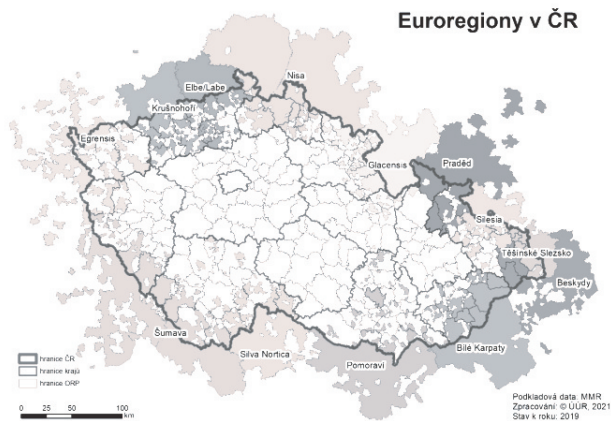 Euroregiony v ČR
Nisa
Elbe/Labe
Krušnohoří
Egrensis
Glacensis
Praděd
Silesia
Těšínské Slezsko
Beskydy
Šumava
Silva Nortica
Pomoraví
Bílé Karpaty
hranice ČR
hranice krajů
hranice ORP
0 25 50 100
km
Podkladová data: MMR
Zpracování: © ÚÚR, 2021
Stav k roku: 2019